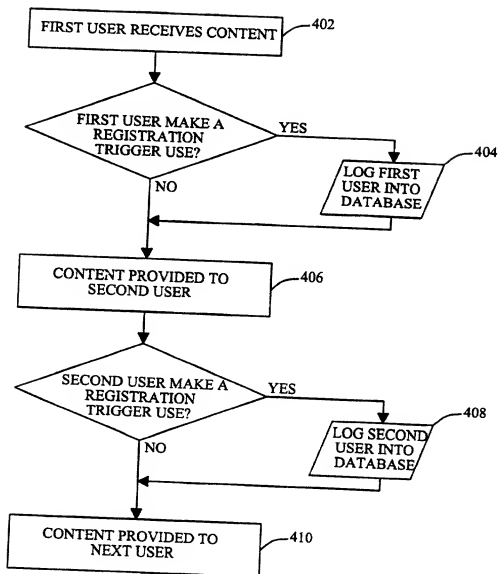 FIRST USER RECEIVES CONTENT
402
FIRST USER MAKE A
REGISTRATION
TRIGGER USE?
YES
NO
LOG FIRST
USER INTO
DATABASE
404
CONTENT PROVIDED TO
SECOND USER
406
SECOND USER MAKE A
REGISTRATION
TRIGGER USE?
YES
NO
LOG SECOND
USER INTO
DATABASE
408
CONTENT PROVIDED TO
NEXT USER
410